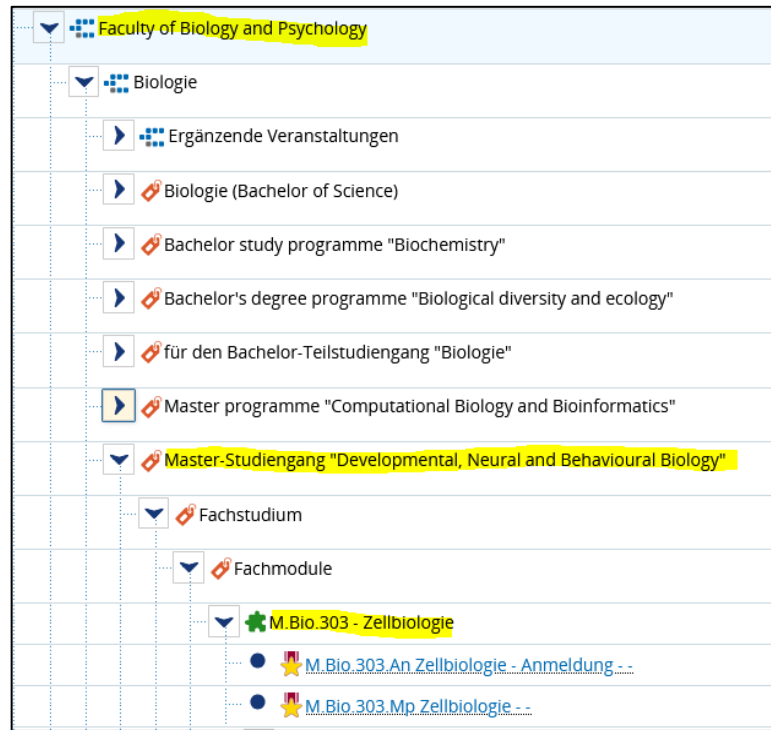 Faculty of Biology and Psychology
Biologie
Ergänzende Veranstaltungen
Biologie (Bachelor of Science)
Bachelor study programme "Biochemistry"
Bachelor's degree programme "Biological diversity and ecology"
für den Bachelor-Teilstudiengang "Biologie"
Master programme "Computational Biology and Bioinformatics"
Master-Studiengang "Developmental, Neural and Behavioural Biology"
Fachstudium
Fachmodule
M.Bio.303 - Zellbiologie
M.Bio.303.An Zellbiologie - Anmeldung - -
M.Bio.303.Mp Zellbiologie - -